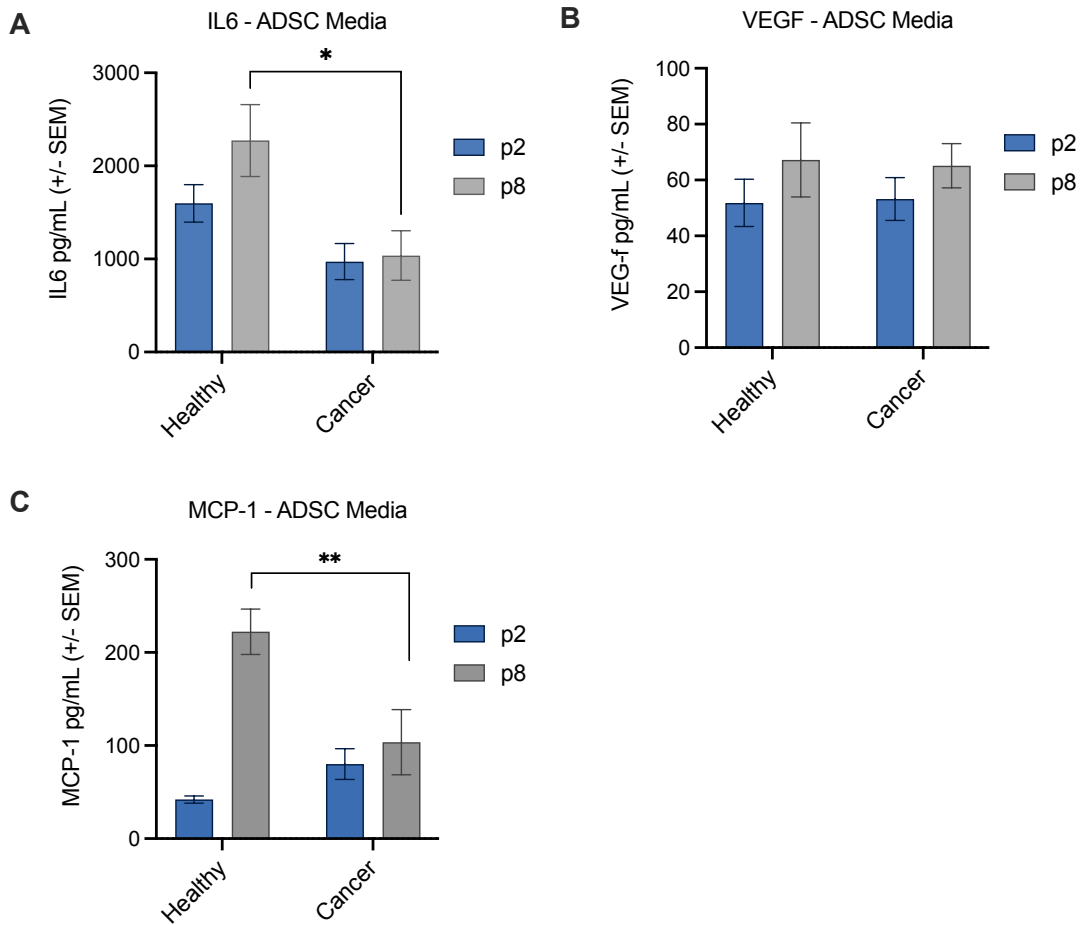 A
IL6 - ADSC Media
IL6 pg/mL (+/- SEM)
3000
2000
1000
0
*
Healthy
Cancer
p2
p8
B
VEGF - ADSC Media
VEG-f pg/mL (+/- SEM)
100
80
60
40
20
0
Healthy
Cancer
p2
p8
C
MCP-1 - ADSC Media
MCP-1 pg/mL (+/- SEM)
300
200
100
0
**
Healthy
Cancer
p2
p8